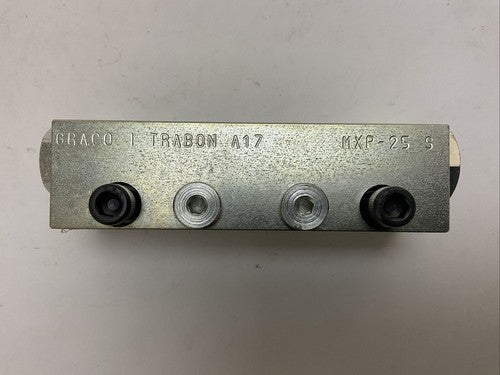 GRACO | TRABON A17 MXP-25 S